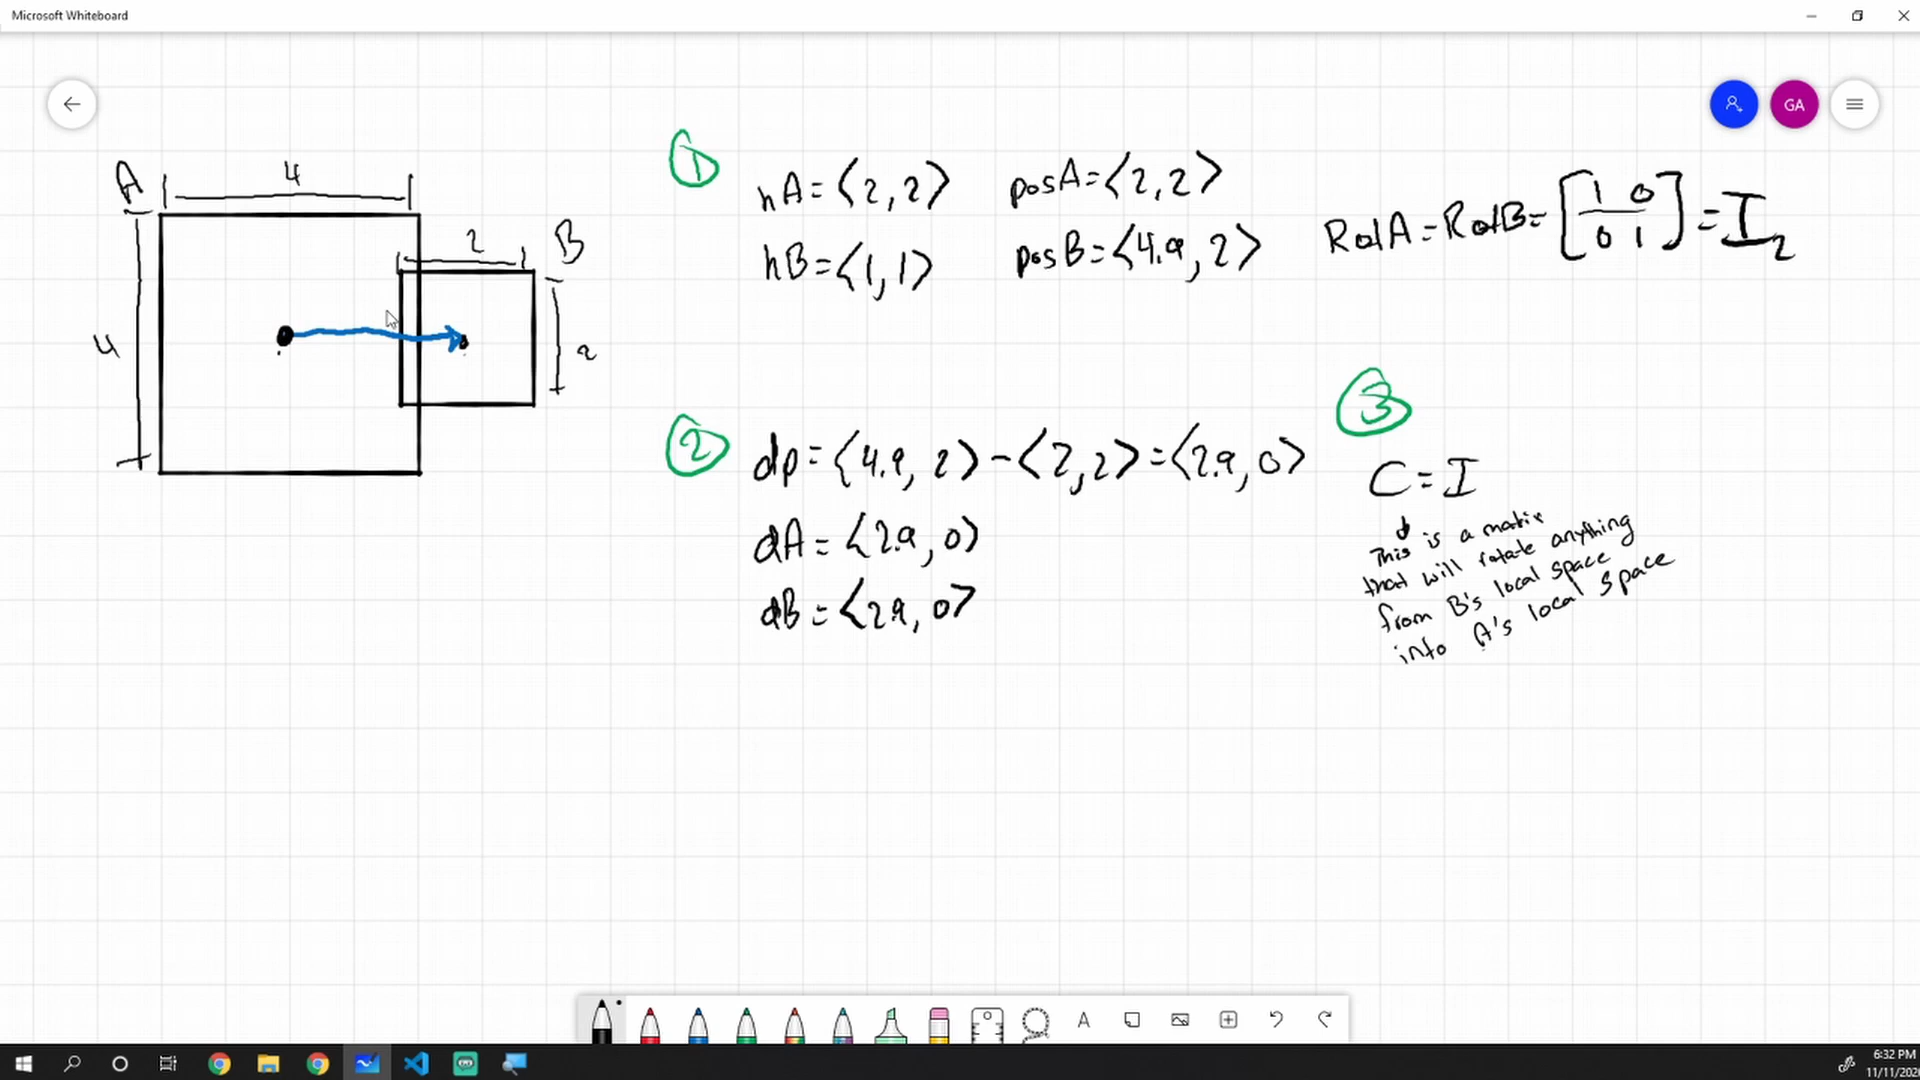 Microsoft Whiteboard
GA
A
4
4
2
B
2
①
hA = <2, 2>
posA = <2, 2>
hB = <1, 1>
posB = <4.9, 2>
RotA = RotB = [1 0
0 1] = I2
②
dp = <4.9, 2> - <2, 2> = <2.9, 0>
dA = <2.9, 0>
dB = <2.9, 0>
③
C = I
This is a matrix
that will rotate anything
from B's local space
into A's local space
A
6:32 PM